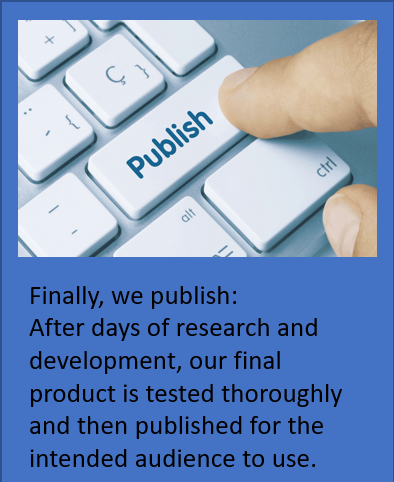 +
Ç }
¨ - {
Publish
ctrl
alt
Finally, we publish:
After days of research and
development, our final
product is tested thoroughly
and then published for the
intended audience to use.